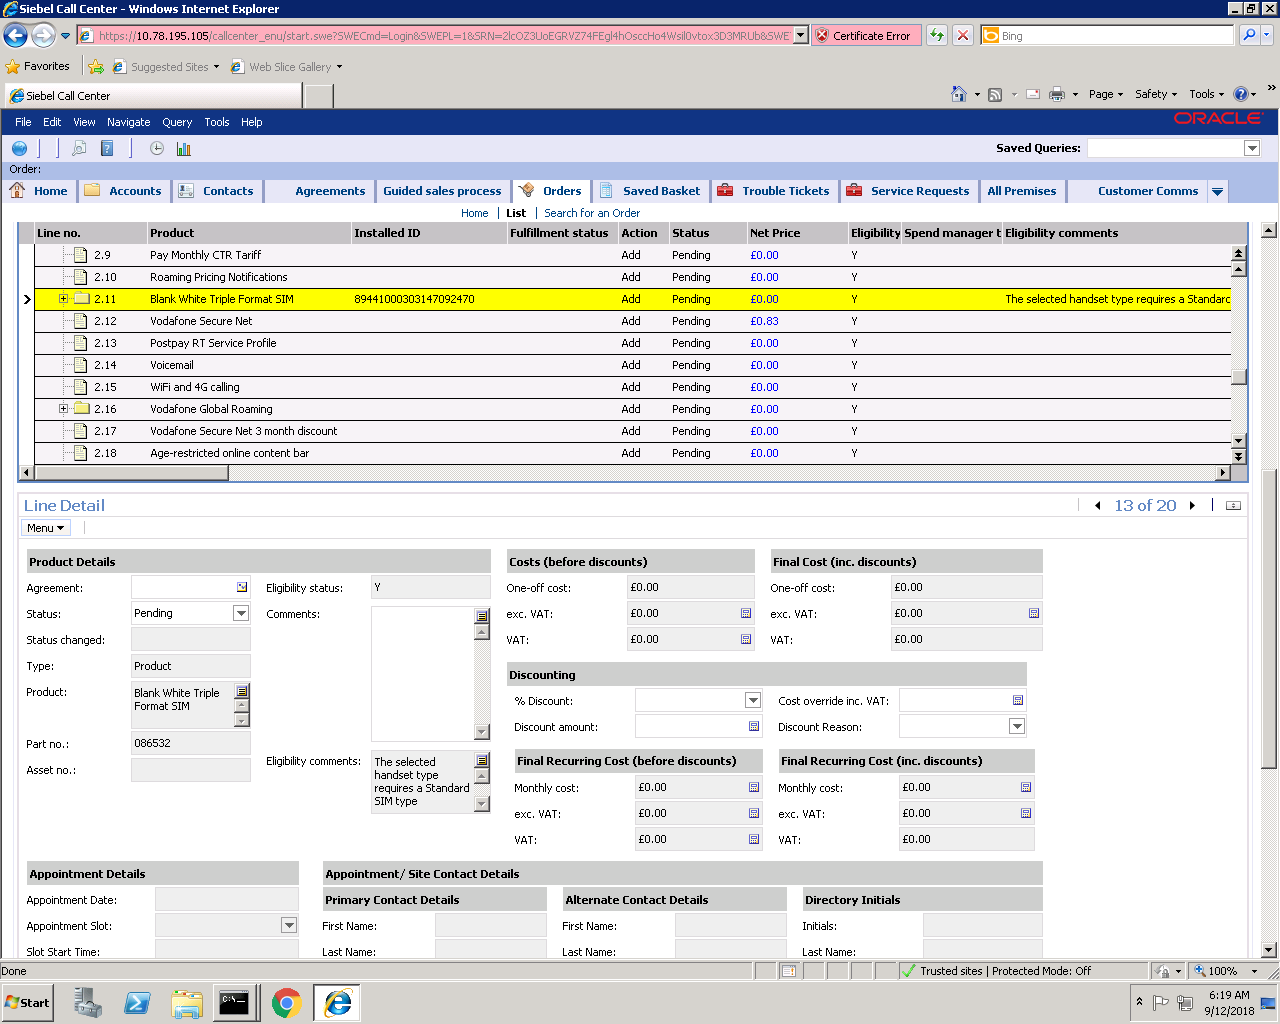 Siebel Call Center - Windows Internet Explorer
https://10.78.195.105/callcenter_enu/start.swe?SWECmd=Login&SWEPL=1&SRN=
Certificate Error
Bing
Favorites
Suggested Sites
Web Slice Gallery
Siebel Call Center
Page
Safety
Tools
File Edit View Navigate Query Tools Help
ORACLE
Saved Queries:
Order:
Home Accounts Contacts Agreements Guided sales process Orders Saved Basket Trouble Tickets Service Requests All Premises Customer Comms
Home | List | Search for an Order
Line no. Product Installed ID Fulfillment status Action Status Net Price Eligibility Spend manager t Eligibility comments
2.9 Pay Monthly CTR Tariff Add Pending £0.00 Y
2.10 Roaming Pricing Notifications Add Pending £0.00 Y
2.11 Blank White Triple Format SIM 89441000303147092470 Add Pending £0.00 Y The selected handset type requires a Standard
2.12 Vodafone Secure Net Add Pending £0.83 Y
2.13 Postpay RT Service Profile Add Pending £0.00 Y
2.14 Voicemail Add Pending £0.00 Y
2.15 WiFi and 4G calling Add Pending £0.00 Y
2.16 Vodafone Global Roaming Add Pending £0.00 Y
2.17 Vodafone Secure Net 3 month discount Add Pending £0.00 Y
2.18 Age-restricted online content bar Add Pending £0.00 Y
Line Detail
13 of 20
Menu
Product Details
Agreement:
Status: Pending
Status changed:
Type: Product
Product: Blank White Triple
Format SIM
Part no.: 086532
Asset no.:
Eligibility status: Y
Comments:
Eligibility comments: The selected
handset type
requires a Standard
SIM type
Costs (before discounts)
One-off cost: £0.00
exc. VAT: £0.00
VAT: £0.00
Final Cost (inc. discounts)
One-off cost: £0.00
exc. VAT: £0.00
VAT: £0.00
Discounting
% Discount:
Discount amount:
Cost override inc. VAT:
Discount Reason:
Final Recurring Cost (before discounts)
Monthly cost: £0.00
exc. VAT: £0.00
VAT: £0.00
Final Recurring Cost (inc. discounts)
Monthly cost: £0.00
exc. VAT: £0.00
VAT: £0.00
Appointment Details
Appointment Date:
Appointment Slot:
Slot Start Time:
Appointment/ Site Contact Details
Primary Contact Details
First Name:
Last Name:
Alternate Contact Details
First Name:
Last Name:
Directory Initials
Initials:
Last Name:
Done
Trusted sites | Protected Mode: Off
100%
Start
6:19 AM
9/12/2018